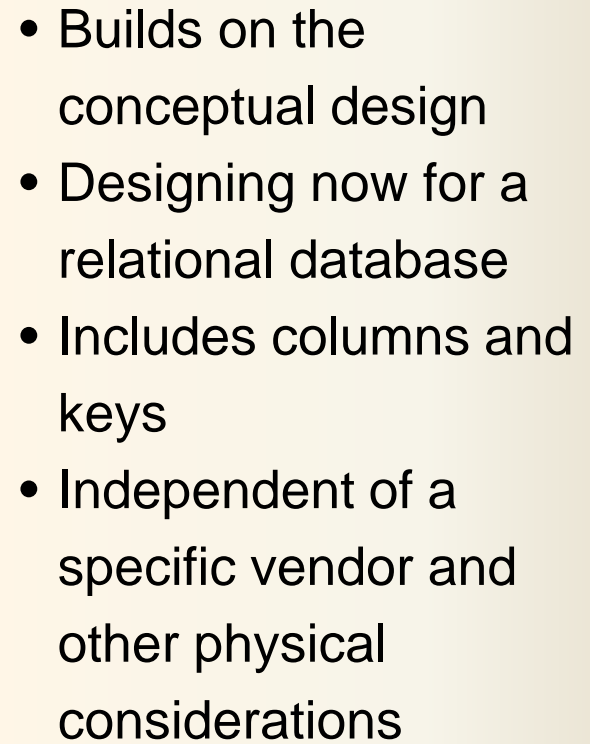 • Builds on the
conceptual design
• Designing now for a
relational database
• Includes columns and
keys
• Independent of a
specific vendor and
other physical
considerations